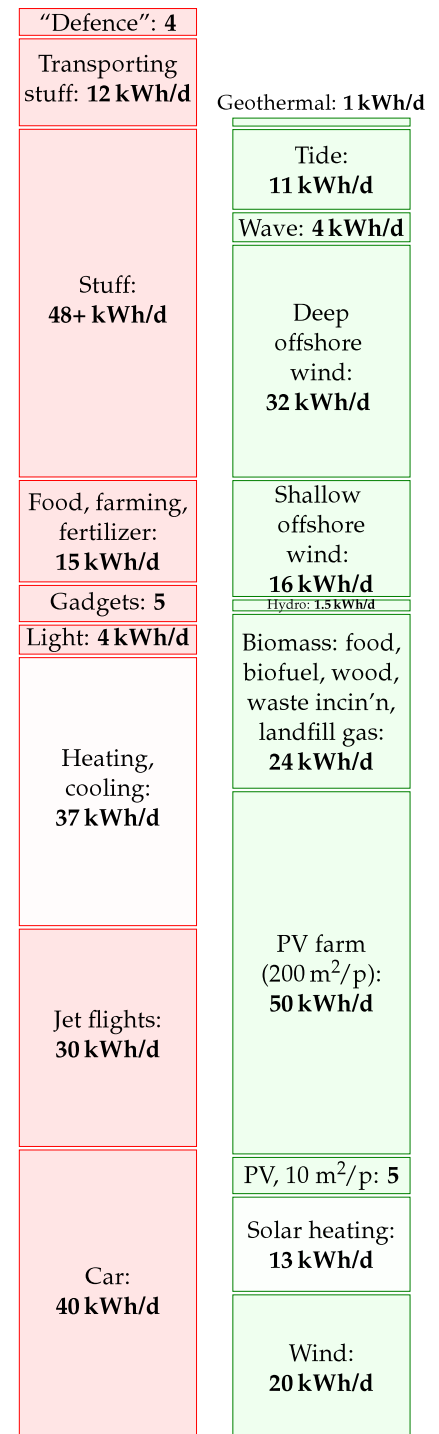 “Defence”: 4
Transporting
stuff: 12 kWh/d
Stuff:
48+ kWh/d
Food, farming,
fertilizer:
15 kWh/d
Gadgets: 5
Light: 4 kWh/d
Heating,
cooling:
37 kWh/d
Jet flights:
30 kWh/d
Car:
40 kWh/d
Geothermal: 1 kWh/d
Tide:
11 kWh/d
Wave: 4 kWh/d
Deep
offshore
wind:
32 kWh/d
Shallow
offshore
wind:
16 kWh/d
Hydro: 1.5 kWh/d
Biomass: food,
biofuel, wood,
waste incin’n,
landfill gas:
24 kWh/d
PV farm
(200 m²/p):
50 kWh/d
PV, 10 m²/p: 5
Solar heating:
13 kWh/d
Wind:
20 kWh/d